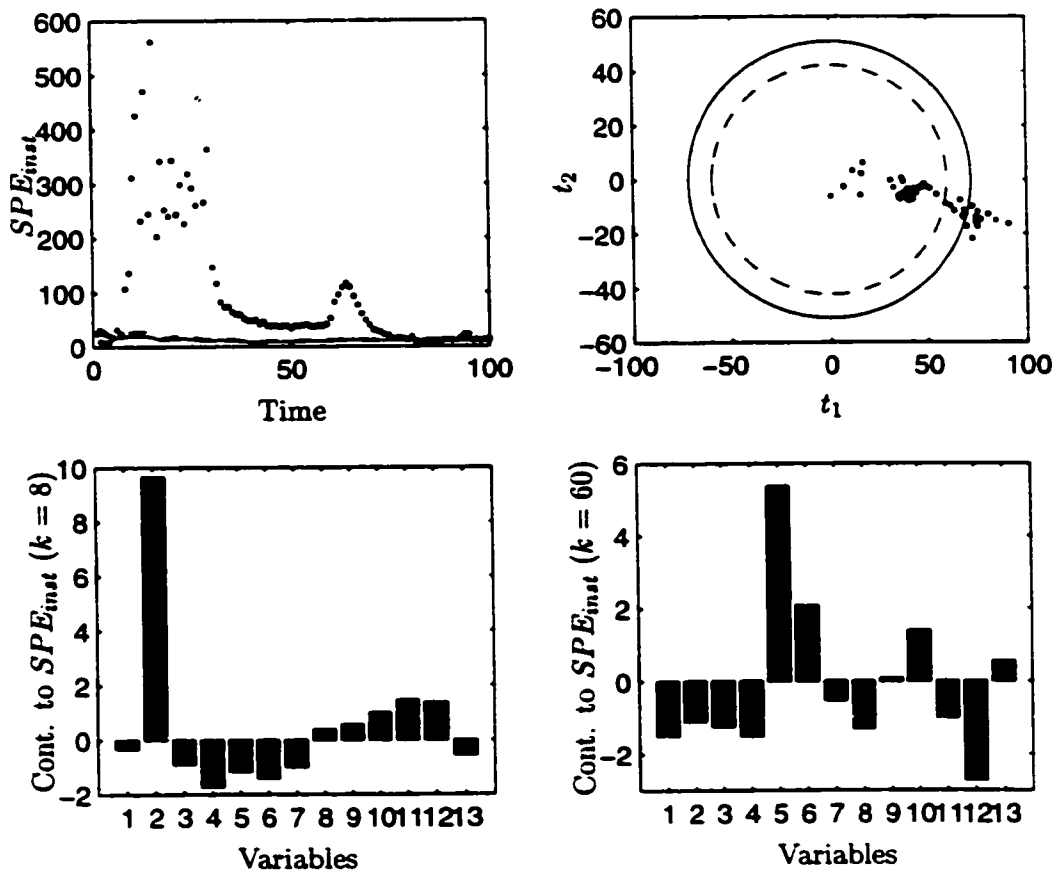 600
500
400
300
200
100
0
SPE_inst
0 50 100
Time
60
40
20
0
-20
-40
-60
t_2
-100 -50 0 50 100
t_1
10
8
6
4
2
0
-2
Cont. to SPE_inst (k = 8)
1 2 3 4 5 6 7 8 9 10 11 12 13
Variables
6
4
2
0
-2
Cont. to SPE_inst (k = 60)
1 2 3 4 5 6 7 8 9 10 11 12 13
Variables